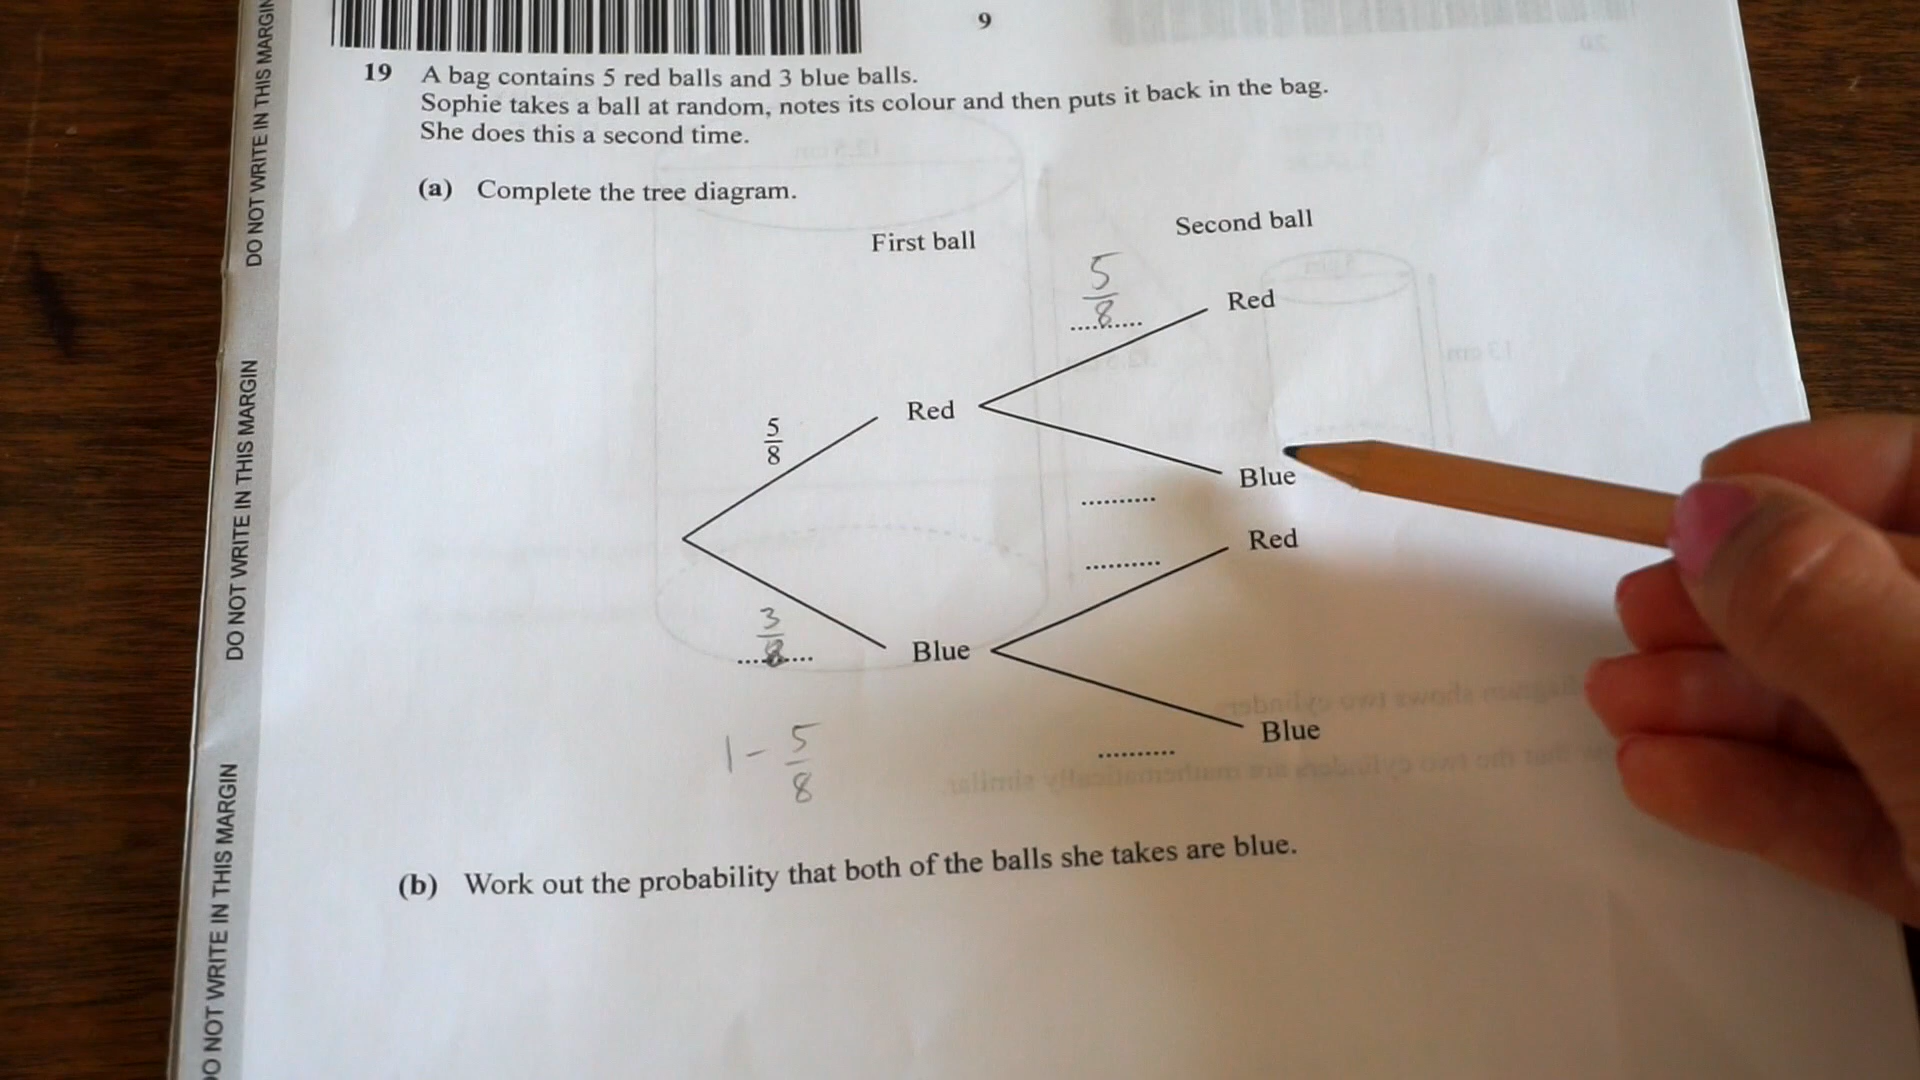 9
19 A bag contains 5 red balls and 3 blue balls.
Sophie takes a ball at random, notes its colour and then puts it back in the bag.
She does this a second time.
(a) Complete the tree diagram.
First ball
Second ball
5/8
Red
5/8
Red
..........
Blue
3/8
Blue
..........
Red
..........
Blue
1 - 5/8
(b) Work out the probability that both of the balls she takes are blue.
DO NOT WRITE IN THIS MARGIN
DO NOT WRITE IN THIS MARGIN
DO NOT WRITE IN THIS MARGIN